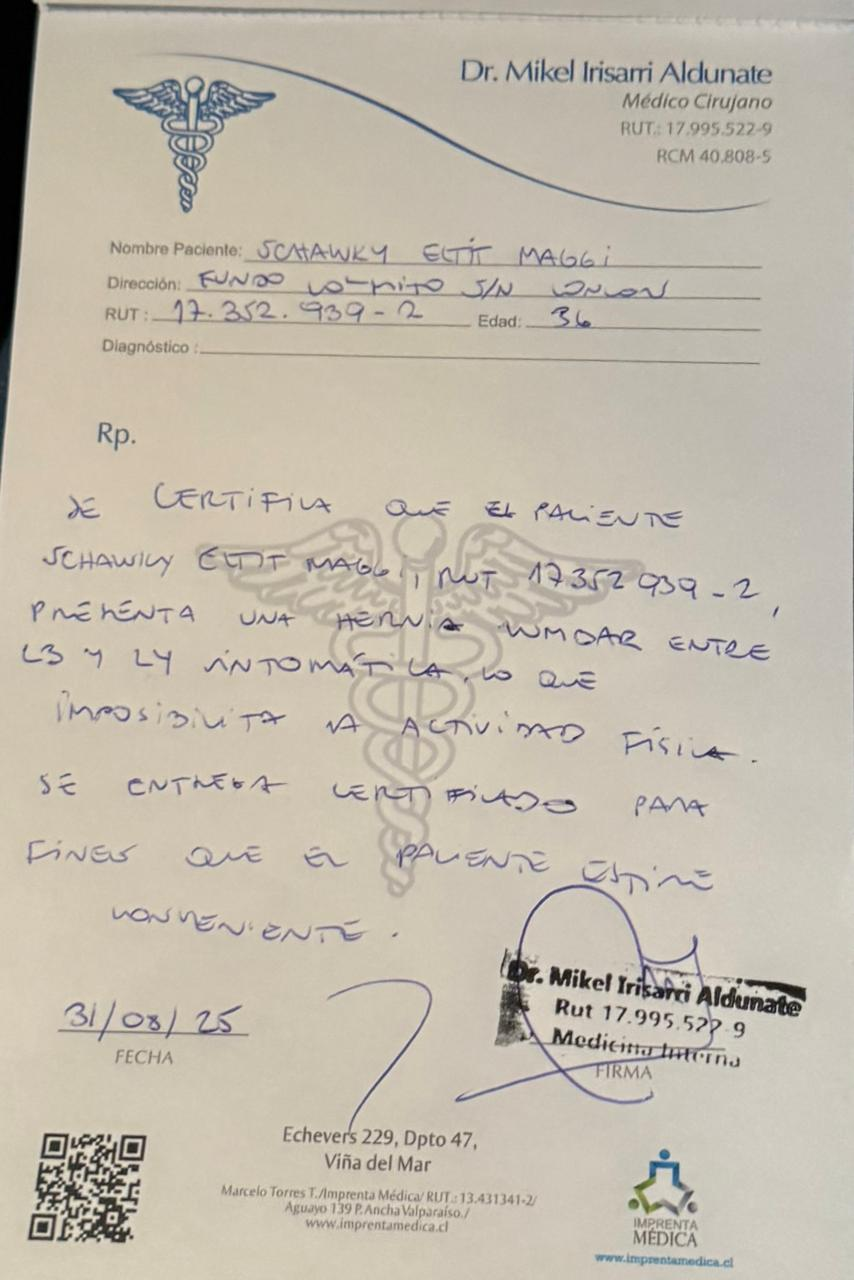 Dr. Mikel Irisarri Aldunate
Médico Cirujano
RUT.: 17.995.522-9
RCM 40.808-5
Nombre Paciente: SCHAWKY ELTIT MAGGI
Dirección: FUNDO S/N
RUT : 17.352.939-2 Edad: 36
Diagnóstico :
Rp.
SE CERTIFICA QUE EL PACIENTE
SCHAWKY ELTIT MAGGI, RUT 17352939-2,
PRESENTA UNA HERNIA LUMBAR ENTRE
L3 Y L4 SINTOMÁTICA, LO QUE
IMPOSIBILITA LA ACTIVIDAD FÍSICA.
SE ENTREGA CERTIFICADO PARA
FINES QUE EL PACIENTE ESTIME
CONVENIENTE.
31/08/25
FECHA
Dr. Mikel Irisarri Aldunate
Rut 17.995.522-9
Medicina Interna
FIRMA
Echevers 229, Dpto 47,
Viña del Mar
Marcelo Torres T./Imprenta Médica/ RUT.: 13.431341-2/
Aguayo 139 P. Ancha Valparaíso./
www.imprentamedica.cl
IMPRENTA
MÉDICA
www.imprentamedica.cl